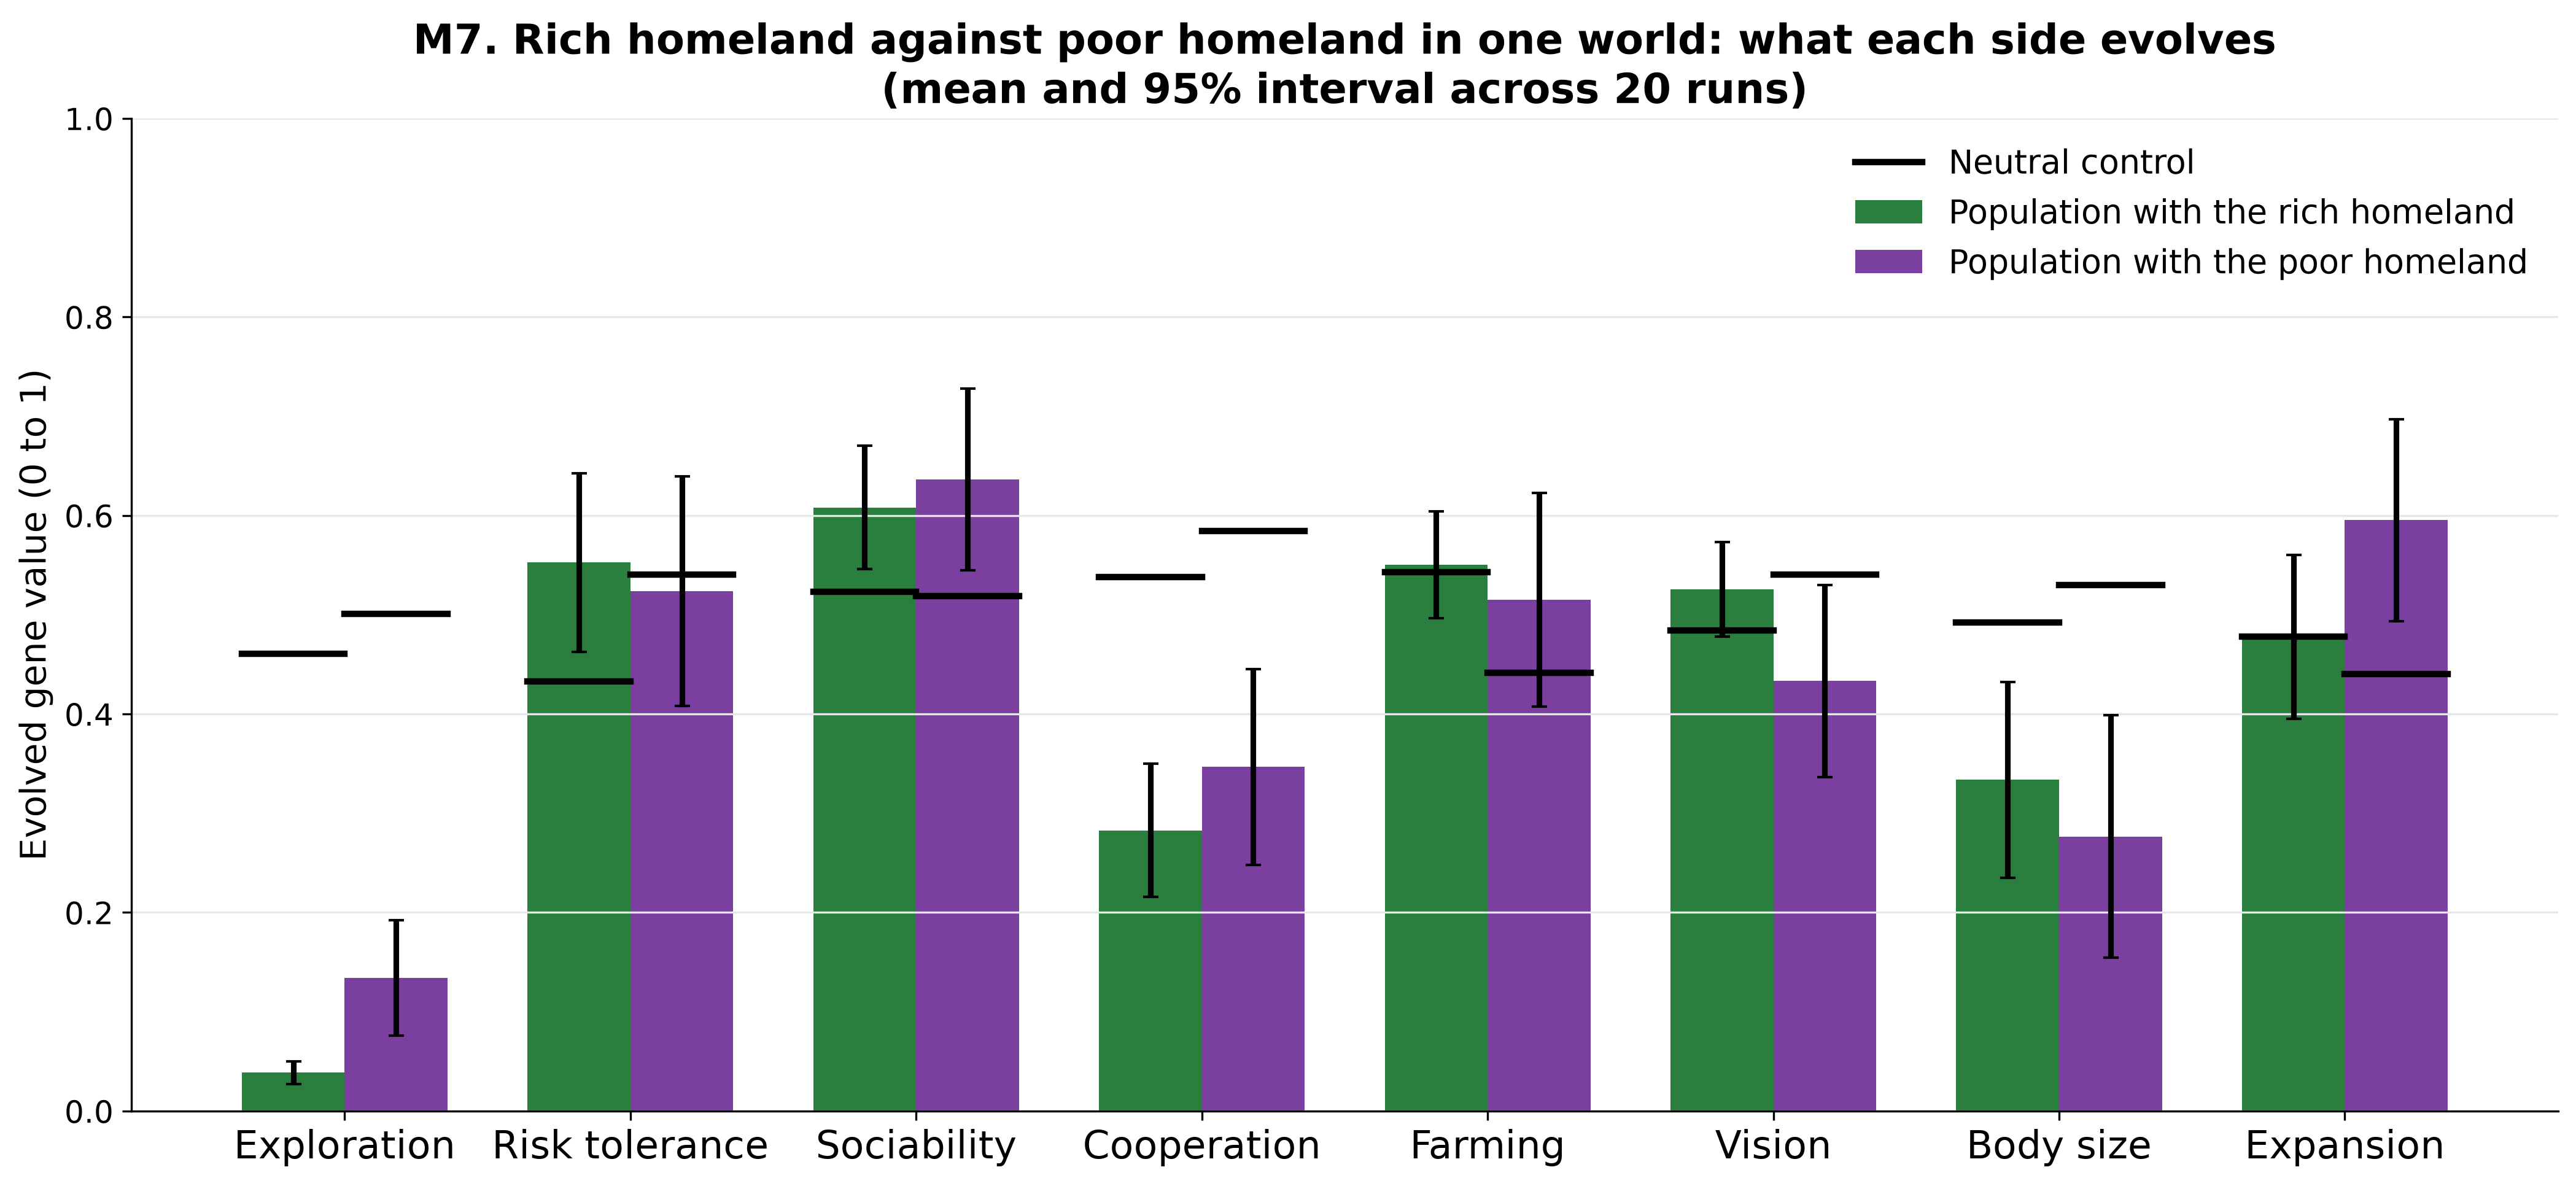 M7. Rich homeland against poor homeland in one world: what each side evolves
(mean and 95% interval across 20 runs)
Neutral control
Population with the rich homeland
Population with the poor homeland
Evolved gene value (0 to 1)
1.0
0.8
0.6
0.4
0.2
0.0
Exploration Risk tolerance Sociability Cooperation Farming Vision Body size Expansion